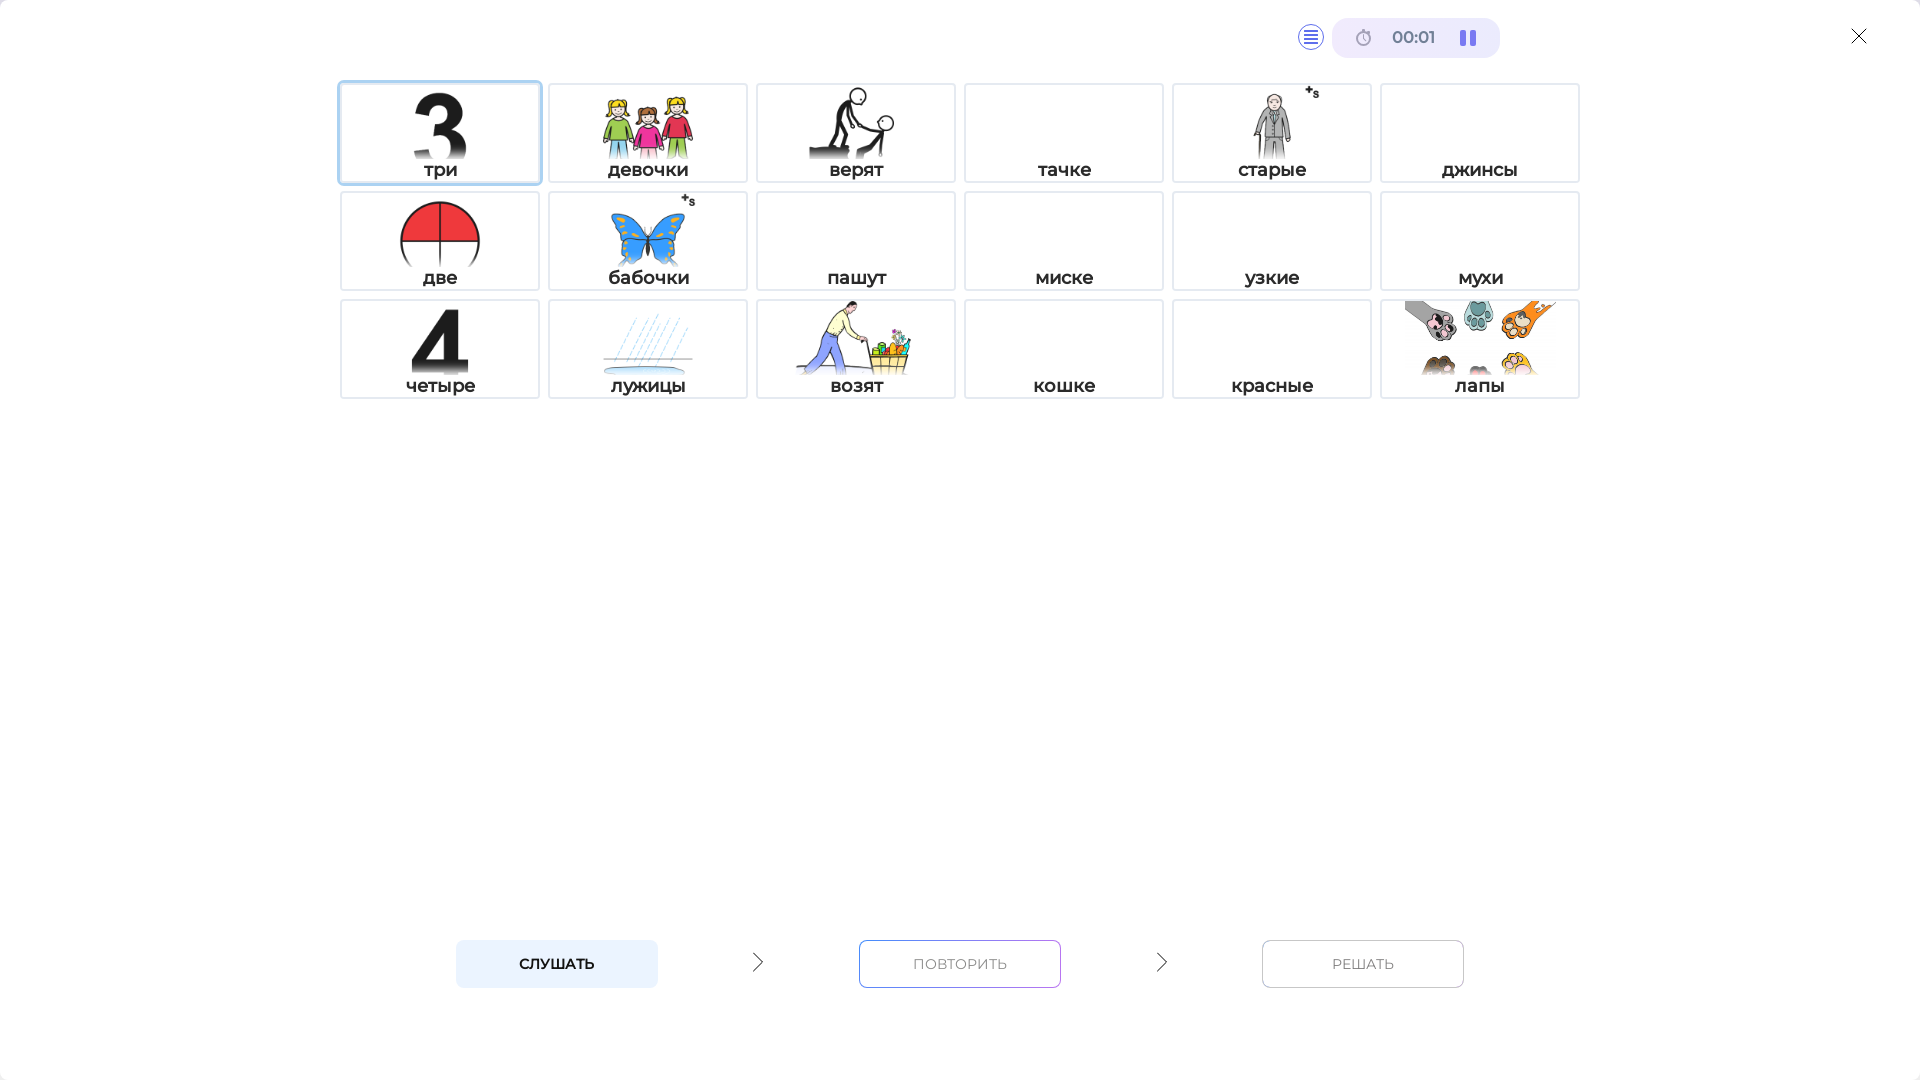 00:01
3
+s
три девочки верят тачке старые джинсы
+s
две бабочки пашут миске узкие мухи
4
четыре лужицы возят кошке красные лапы
СЛУШАТЬ ПОВТОРИТЬ РЕШАТЬ